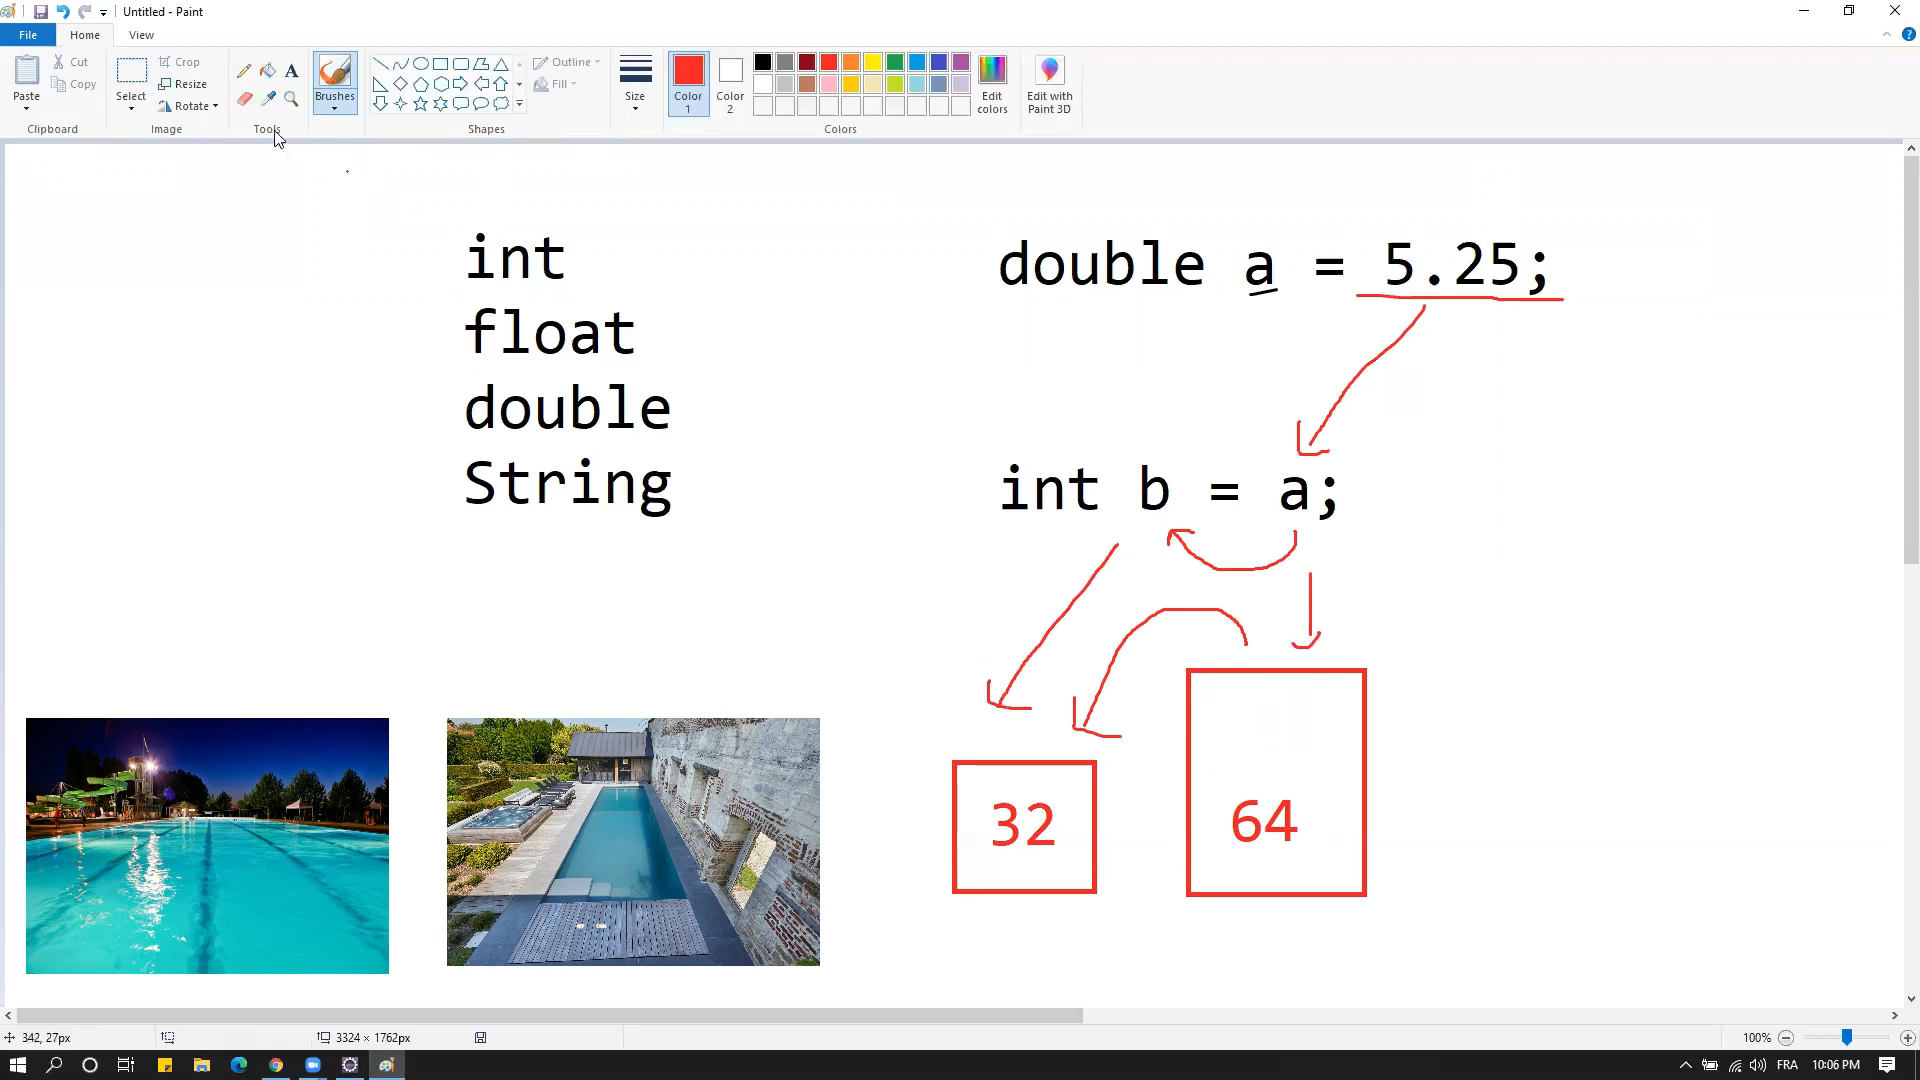 Untitled - Paint
File
Home
View
Paste
Cut
Copy
Clipboard
Select
Crop
Resize
Rotate
Image
A
Tools
Brushes
Shapes
Outline
Fill
Size
Color 1
Color 2
Edit colors
Colors
Edit with Paint 3D
int
float
double
String
double a = 5.25;
int b = a;
32
64
342, 27px
3324 × 1762px
100%
FRA
10:06 PM